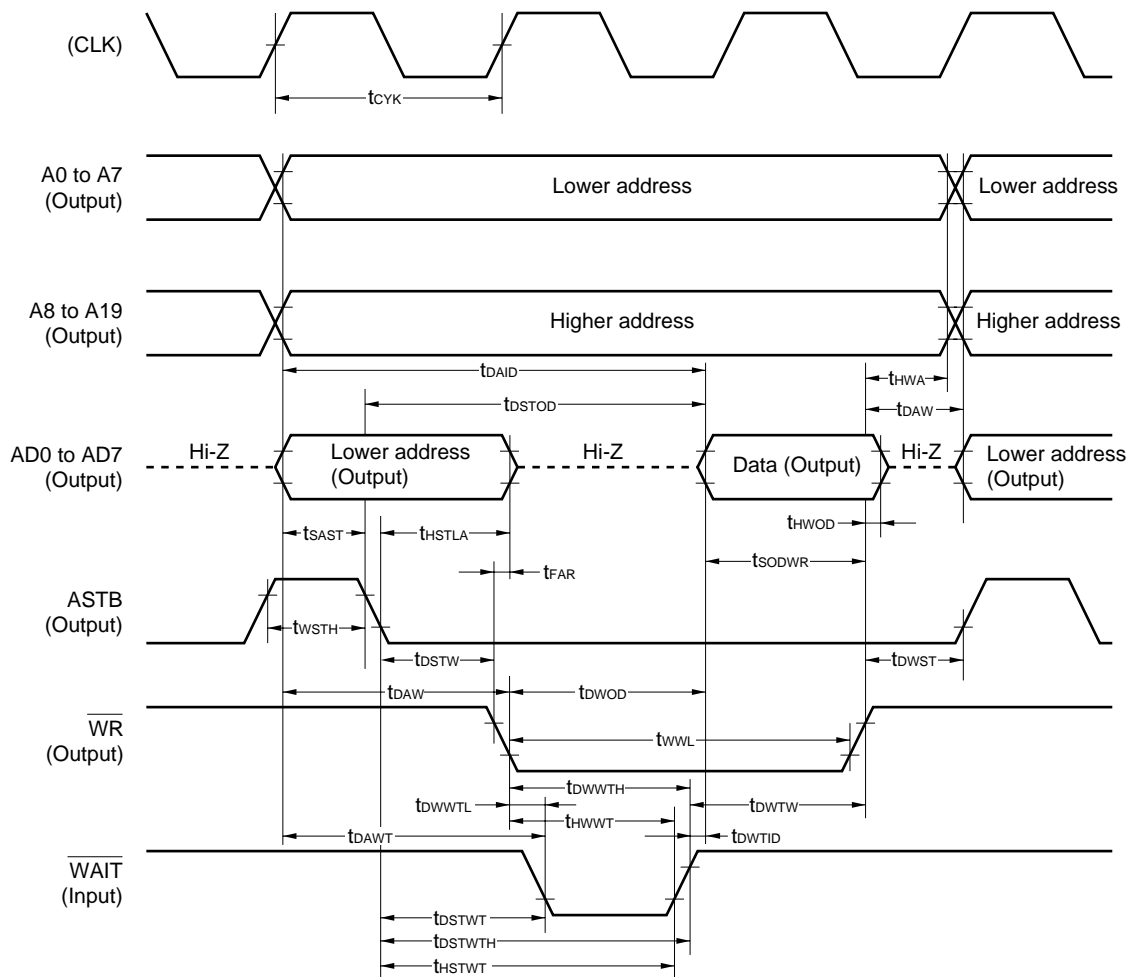 (CLK)
tCYK
A0 to A7
(Output)
Lower address
Lower address
A8 to A19
(Output)
Higher address
Higher address
tDAID
tHWA
tDSTOD
tDAW
AD0 to AD7
(Output)
Hi-Z
Lower address
(Output)
Hi-Z
Data (Output)
Hi-Z
Lower address
(Output)
tHWOD
tSAST
tHSTLA
tSODWR
tFAR
ASTB
(Output)
tWSTH
tDSTW
tDWST
tDAW
tDWOD
WR
(Output)
tWWL
tDWWTH
tDWWTL
tDWTW
tHWWT
tDAWT
tDWTID
WAIT
(Input)
tDSTWT
tDSTWTH
tHSTWT